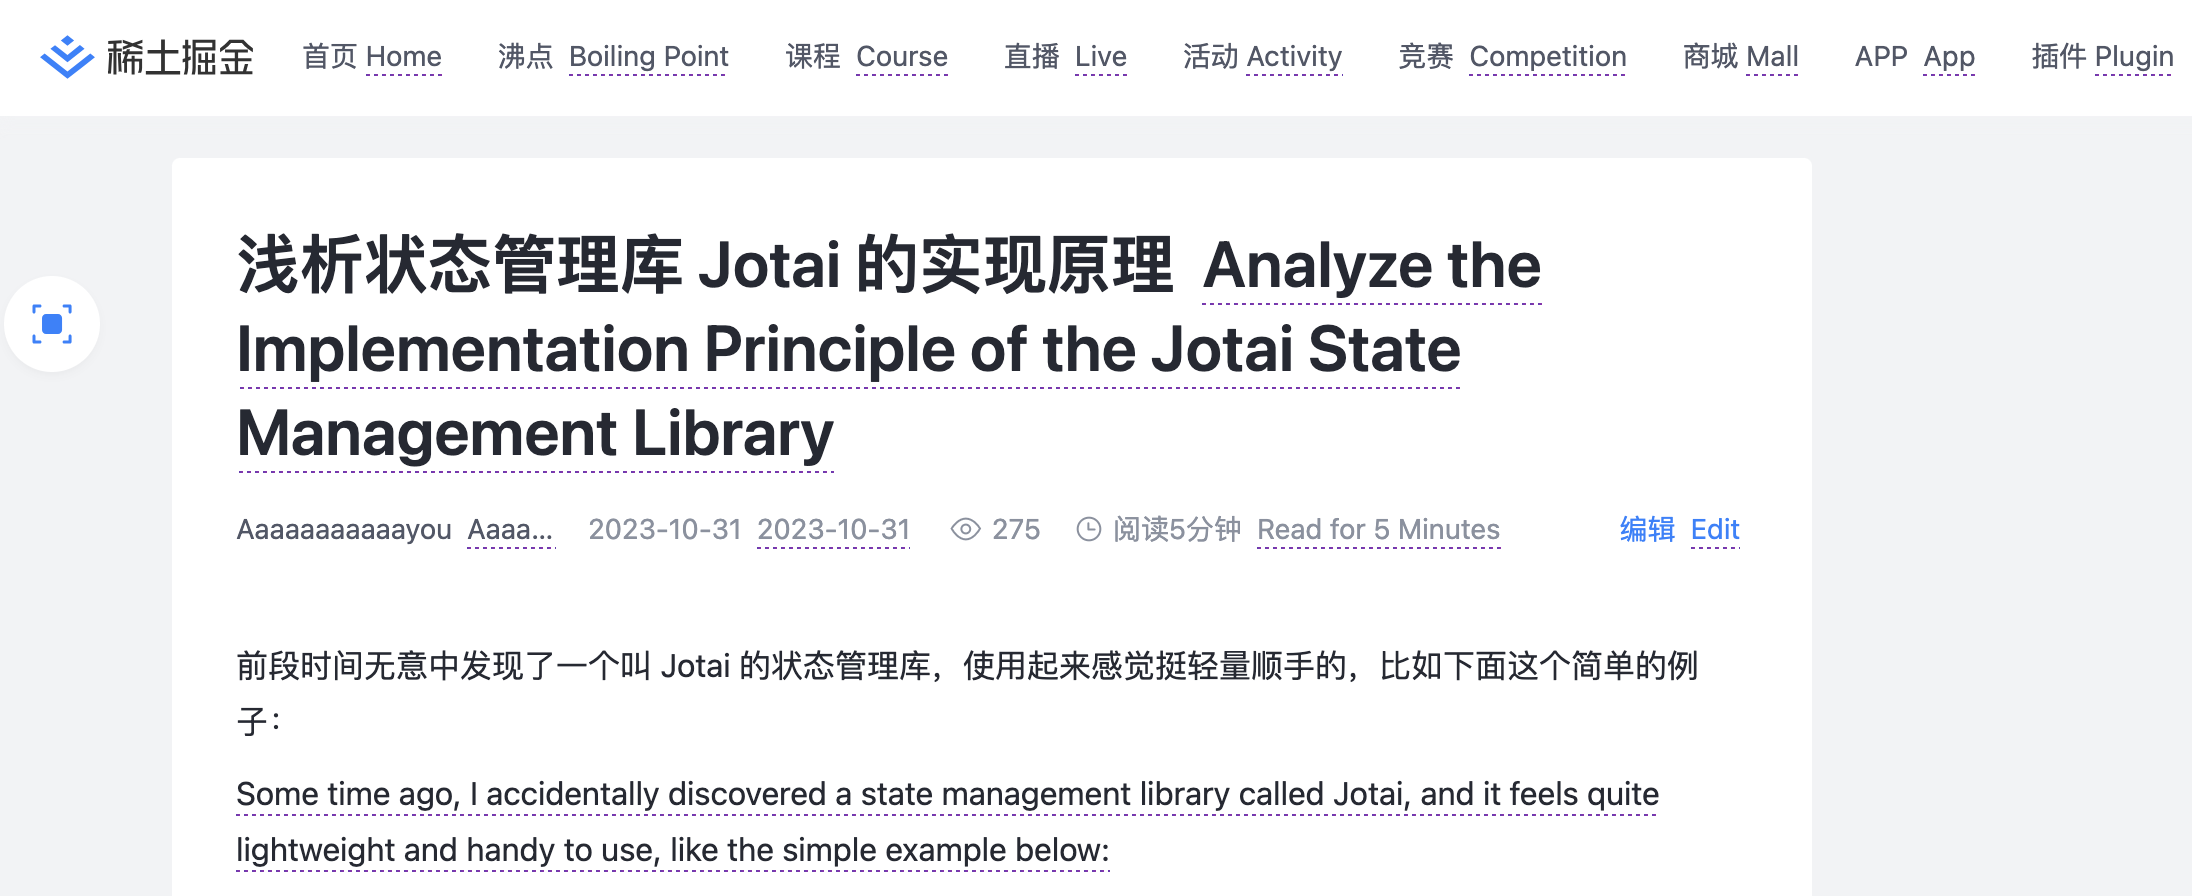 稀土掘金 首页 Home 沸点 Boiling Point 课程 Course 直播 Live 活动 Activity 竞赛 Competition 商城 Mall APP App 插件 Plugin
浅析状态管理库 Jotai 的实现原理 Analyze the
Implementation Principle of the Jotai State
Management Library
Aaaaaaaaaaayou Aaaa... 2023-10-31 2023-10-31 275 阅读5分钟 Read for 5 Minutes 编辑 Edit
前段时间无意中发现了一个叫 Jotai 的状态管理库，使用起来感觉挺轻量顺手的，比如下面这个简单的例
子：
Some time ago, I accidentally discovered a state management library called Jotai, and it feels quite
lightweight and handy to use, like the simple example below: